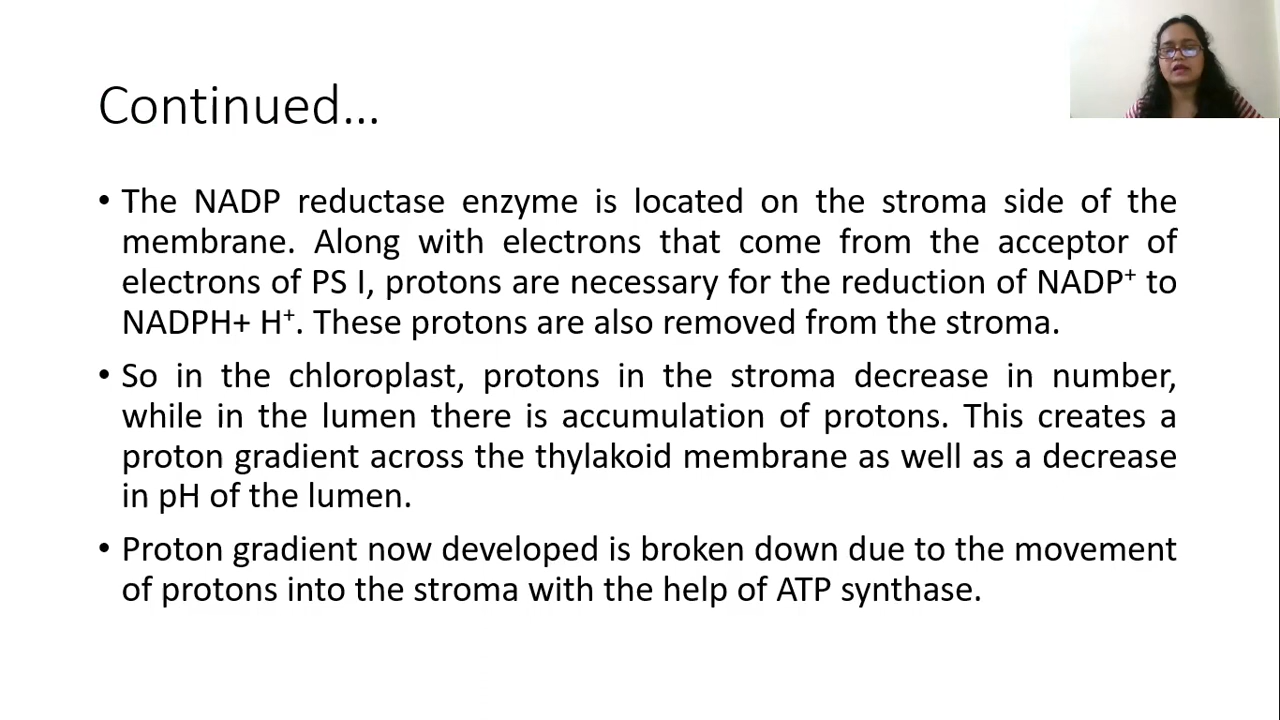 Continued...
• The NADP reductase enzyme is located on the stroma side of the
membrane. Along with electrons that come from the acceptor of
electrons of PS I, protons are necessary for the reduction of NADP⁺ to
NADPH+ H⁺. These protons are also removed from the stroma.
• So in the chloroplast, protons in the stroma decrease in number,
while in the lumen there is accumulation of protons. This creates a
proton gradient across the thylakoid membrane as well as a decrease
in pH of the lumen.
• Proton gradient now developed is broken down due to the movement
of protons into the stroma with the help of ATP synthase.